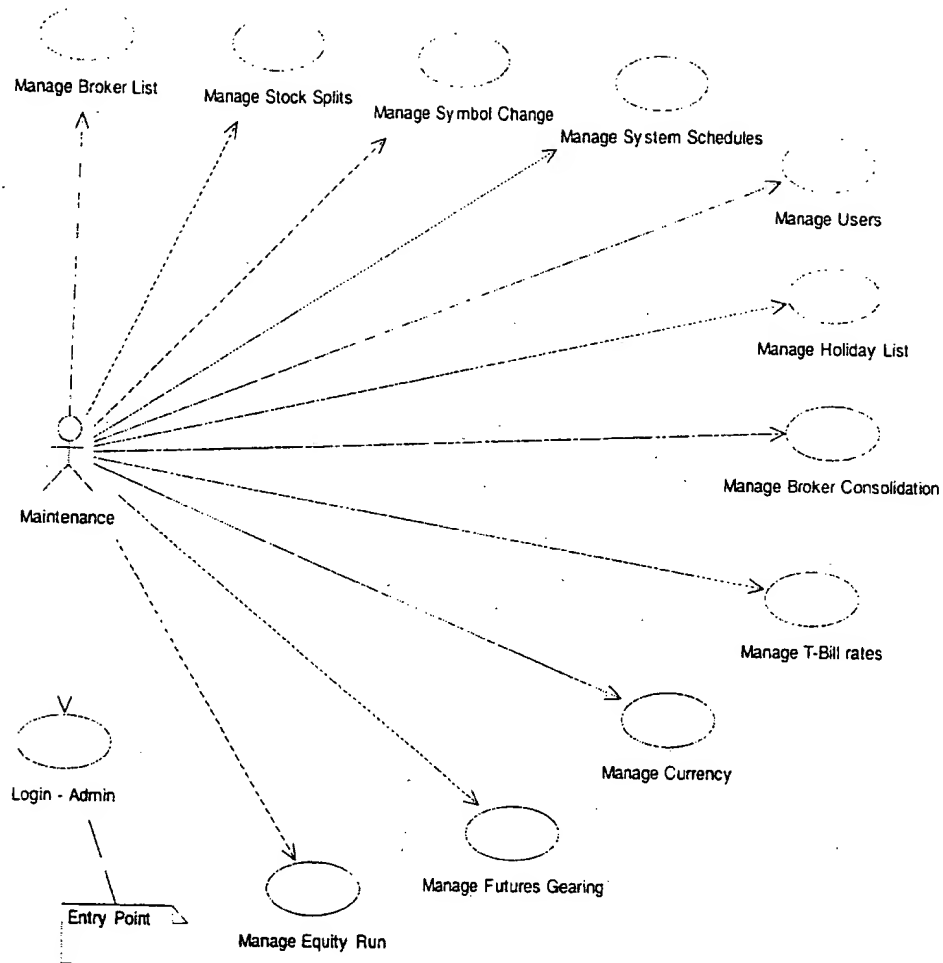 Manage Broker List
Manage Stock Splits
Manage Symbol Change
Manage System Schedules
Manage Users
Manage Holiday List
Manage Broker Consolidation
Maintenance
Manage T-Bill rates
Manage Currency
Login - Admin
Manage Futures Gearing
Entry Point
Manage Equity Run